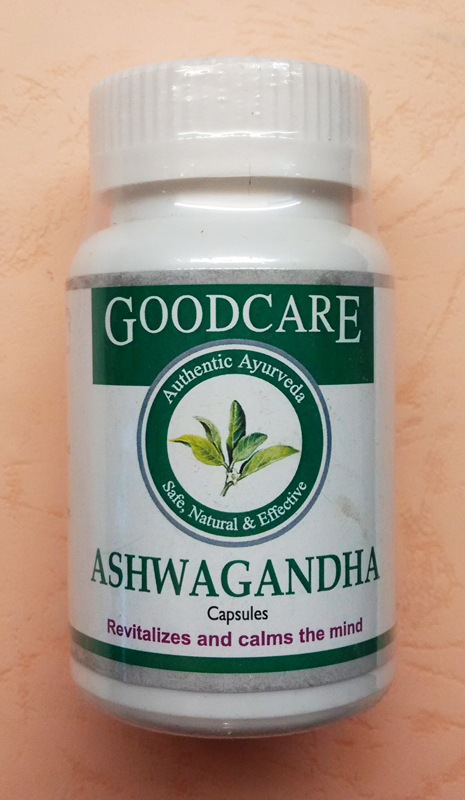 GOODCARE
Authentic Ayurveda
Safe, Natural & Effective
ASHWAGANDHA
Capsules
Revitalizes and calms the mind